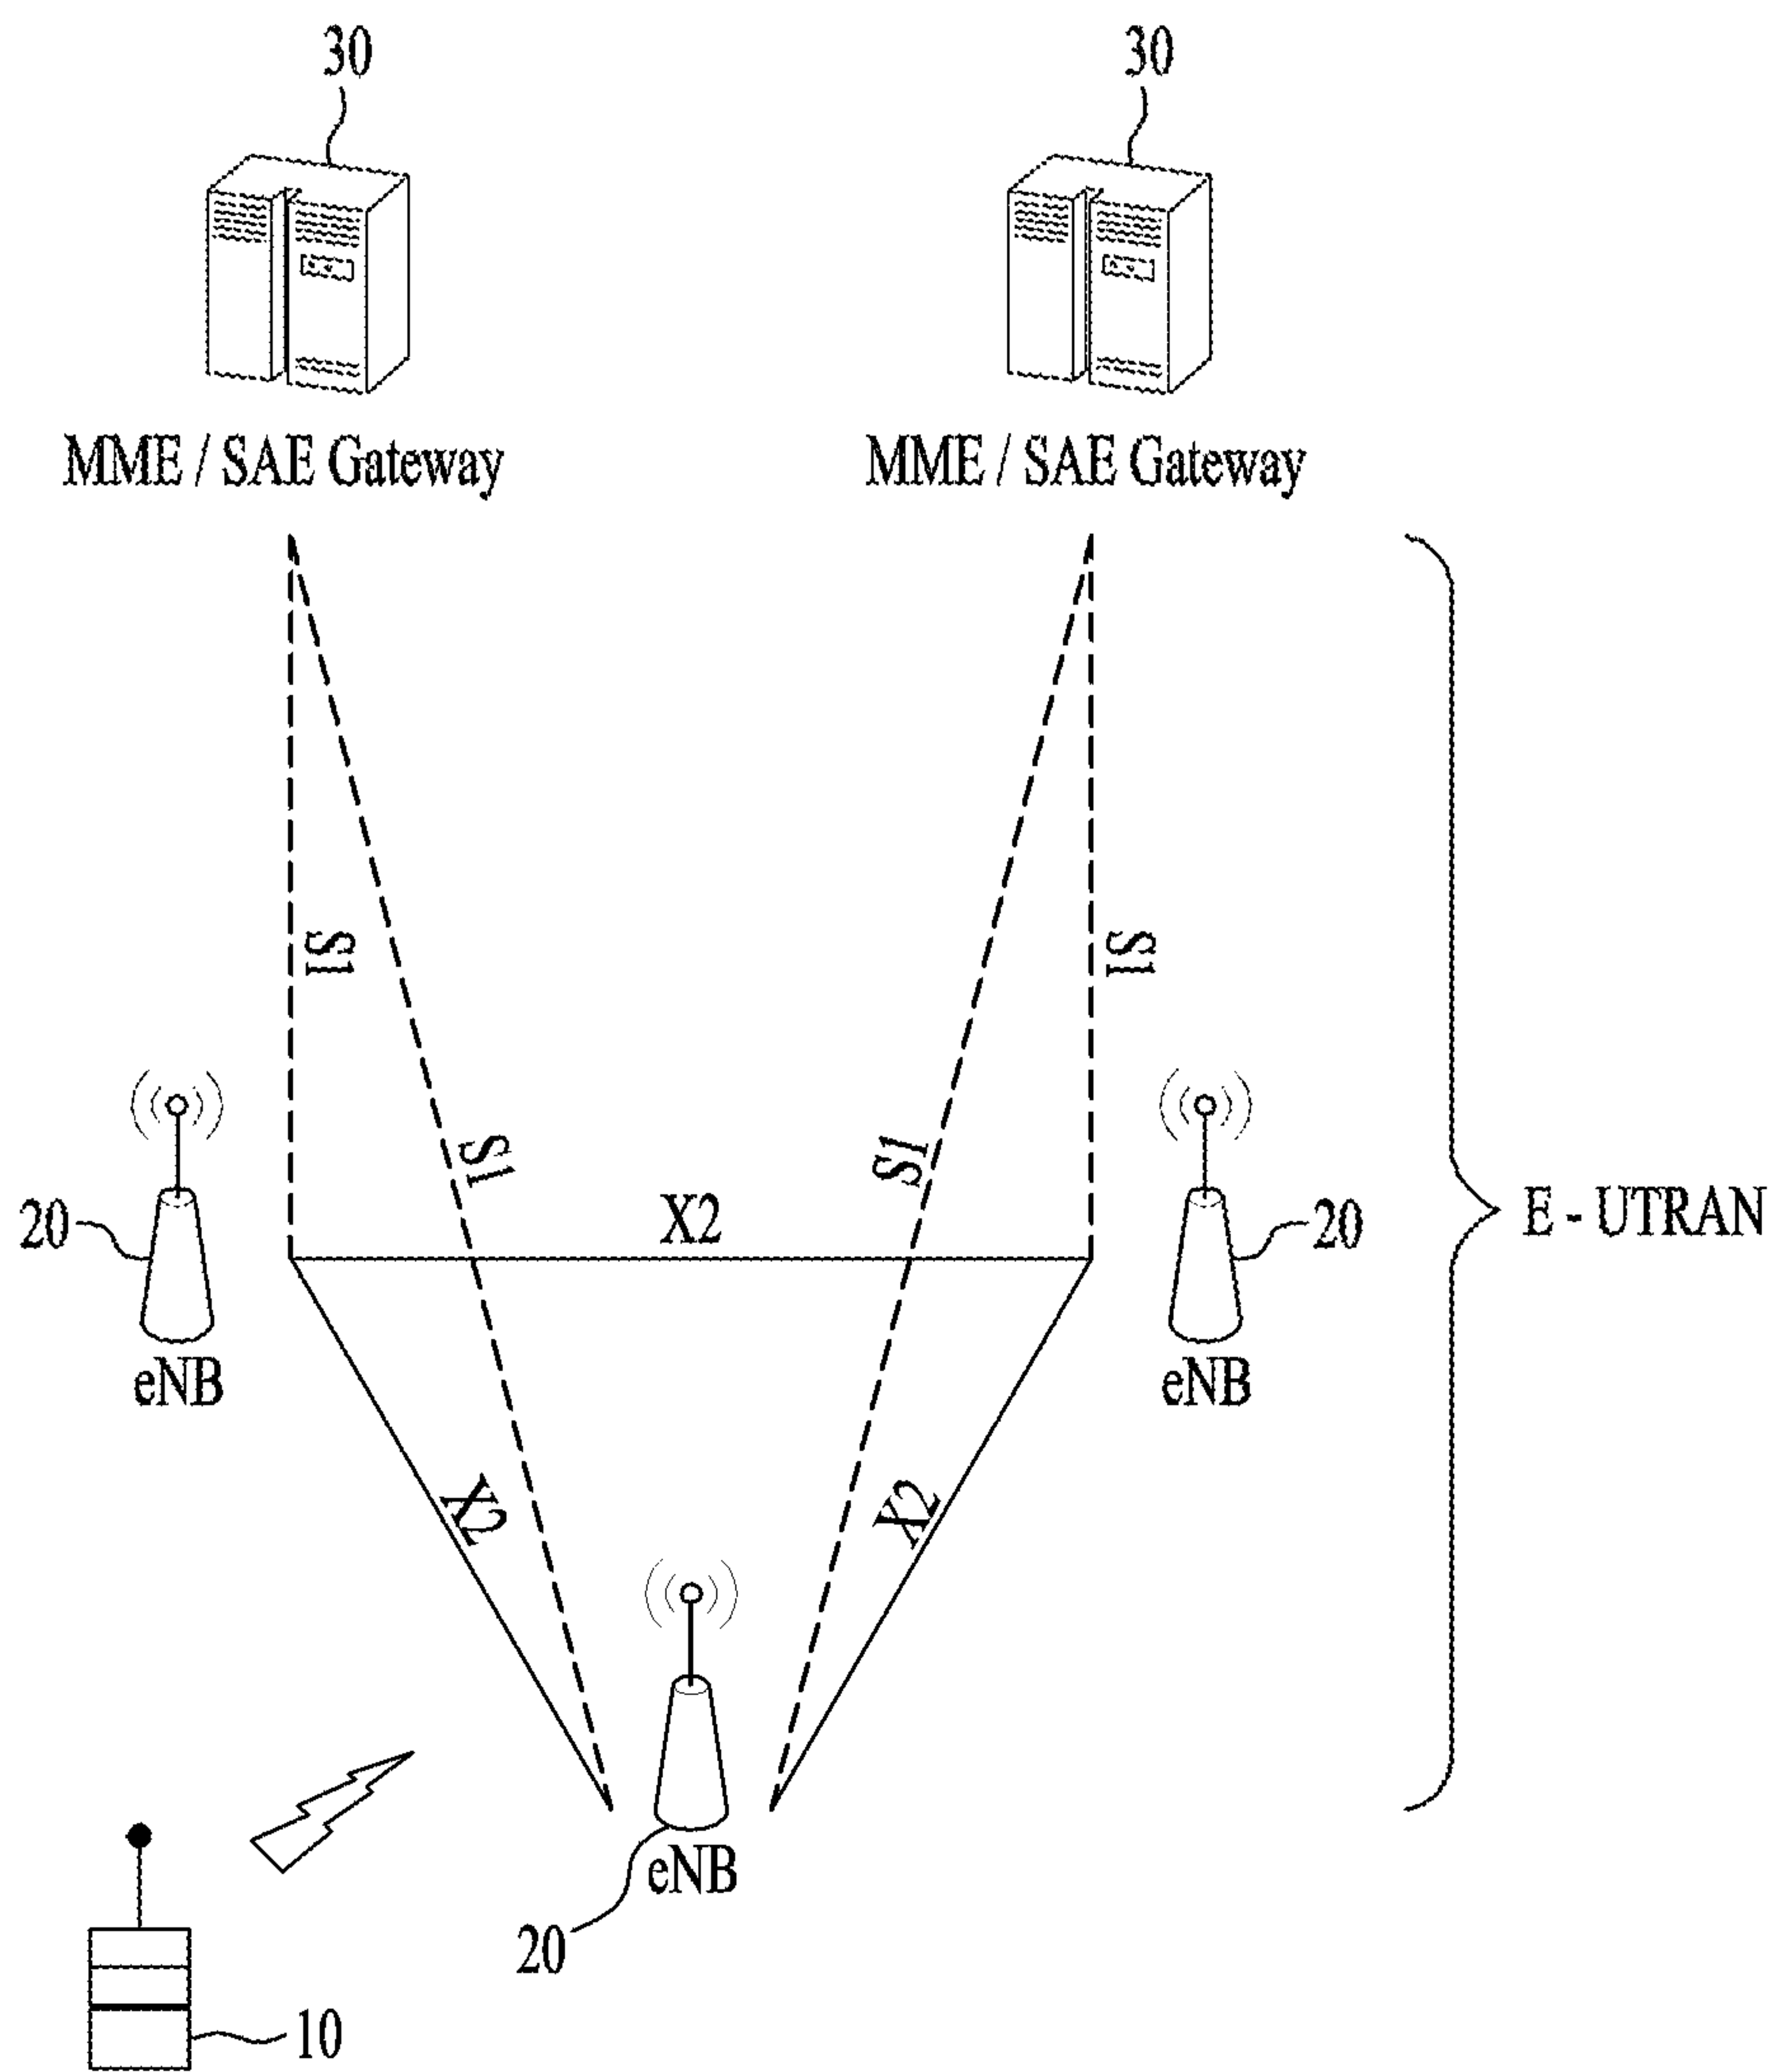 30
30
MME / SAE Gateway
MME / SAE Gateway
S1
S1
S1
S1
X2
20
20
E - UTRAN
eNB
eNB
X2
X2
eNB
20
10